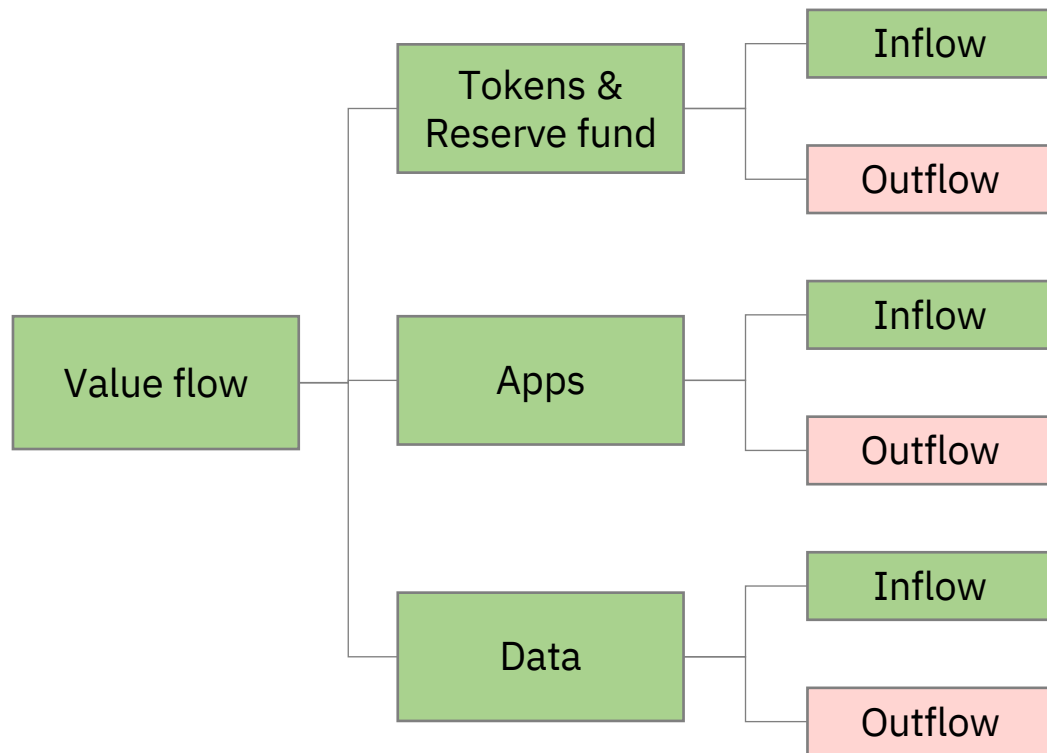 Value flow
Tokens &
Reserve fund
Inflow
Outflow
Apps
Inflow
Outflow
Data
Inflow
Outflow